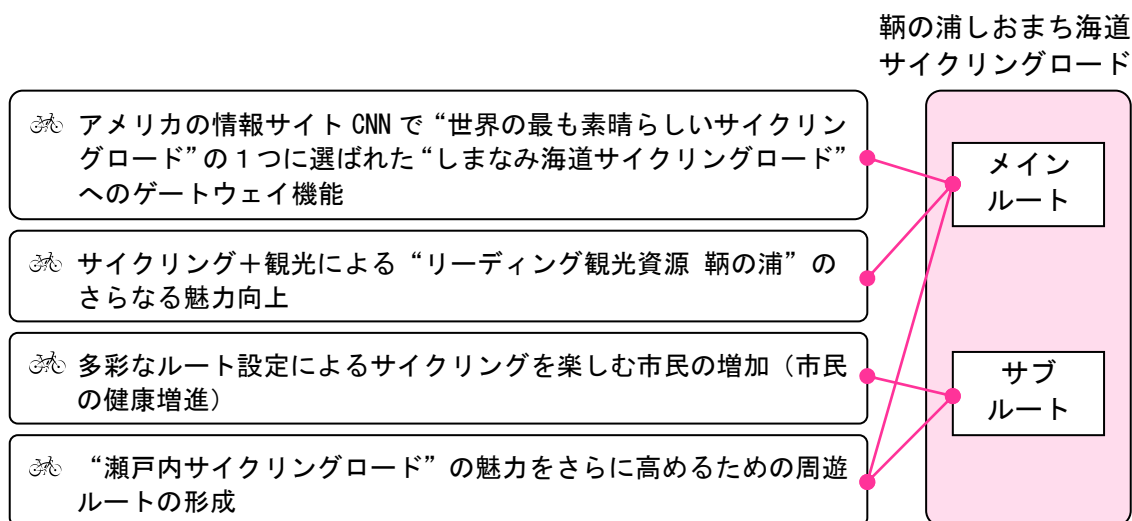 鞆の浦しおまち海道
サイクリングロード
アメリカの情報サイト CNN で“世界の最も素晴らしいサイクリン
グロード”の１つに選ばれた“しまなみ海道サイクリングロード”
へのゲートウェイ機能
サイクリング＋観光による“リーディング観光資源 鞆の浦”の
さらなる魅力向上
多彩なルート設定によるサイクリングを楽しむ市民の増加（市民
の健康増進）
“瀬戸内サイクリングロード”の魅力をさらに高めるための周遊
ルートの形成
メイン
ルート
サブ
ルート